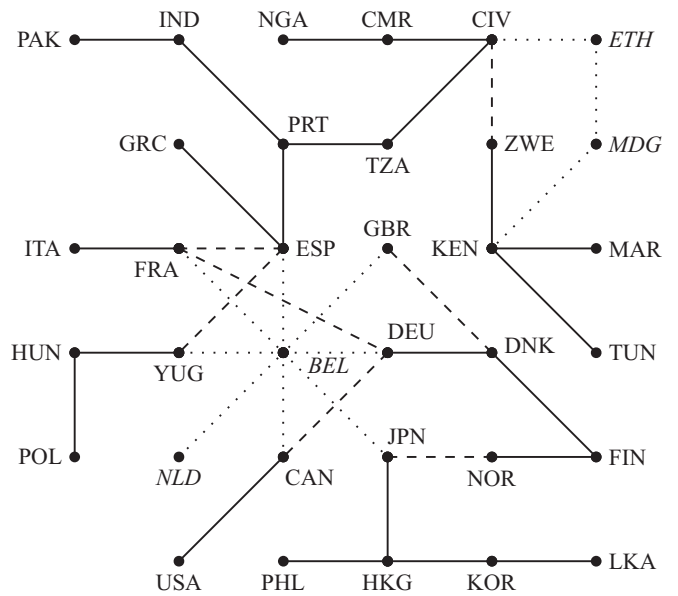 PAK IND NGA CMR CIV ETH
GRC PRT TZA ZWE MDG
ITA FRA ESP GBR KEN MAR
HUN YUG BEL DEU DNK TUN
POL NLD CAN JPN NOR FIN
USA PHL HKG KOR LKA